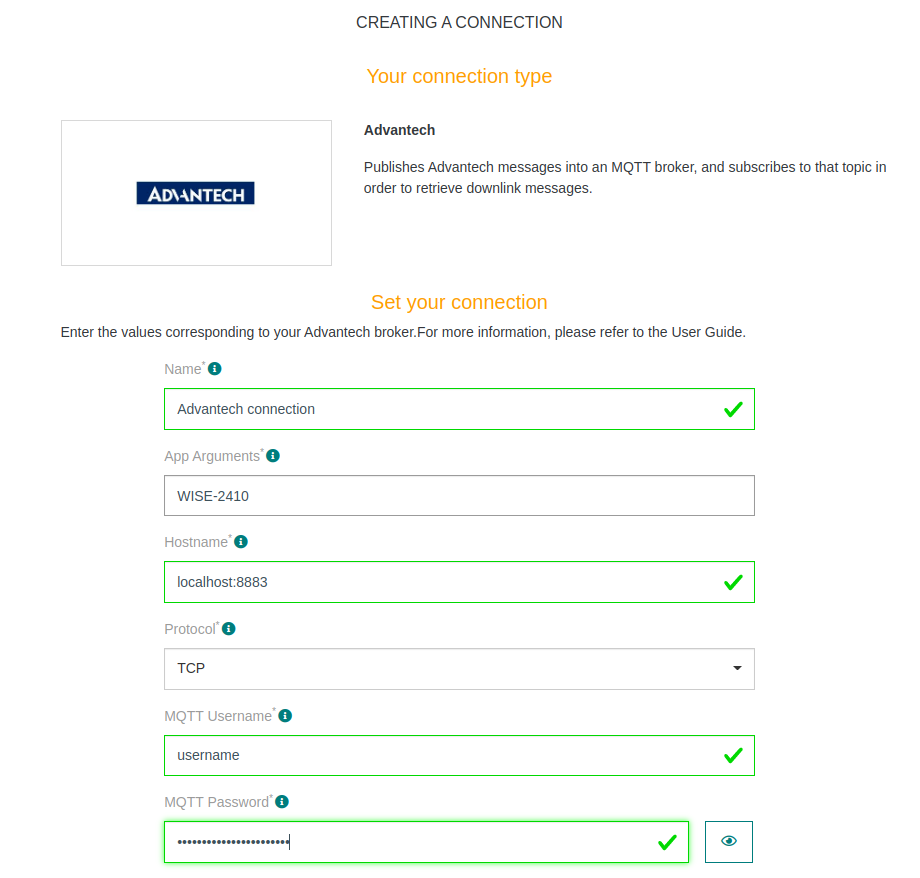 CREATING A CONNECTION
Your connection type
ADVANTECH
Advantech
Publishes Advantech messages into an MQTT broker, and subscribes to that topic in
order to retrieve downlink messages.
Set your connection
Enter the values corresponding to your Advantech broker.For more information, please refer to the User Guide.
Name*
Advantech connection
App Arguments*
WISE-2410
Hostname*
localhost:8883
Protocol*
TCP
MQTT Username*
username
MQTT Password*
•••••••••••••••••••••••